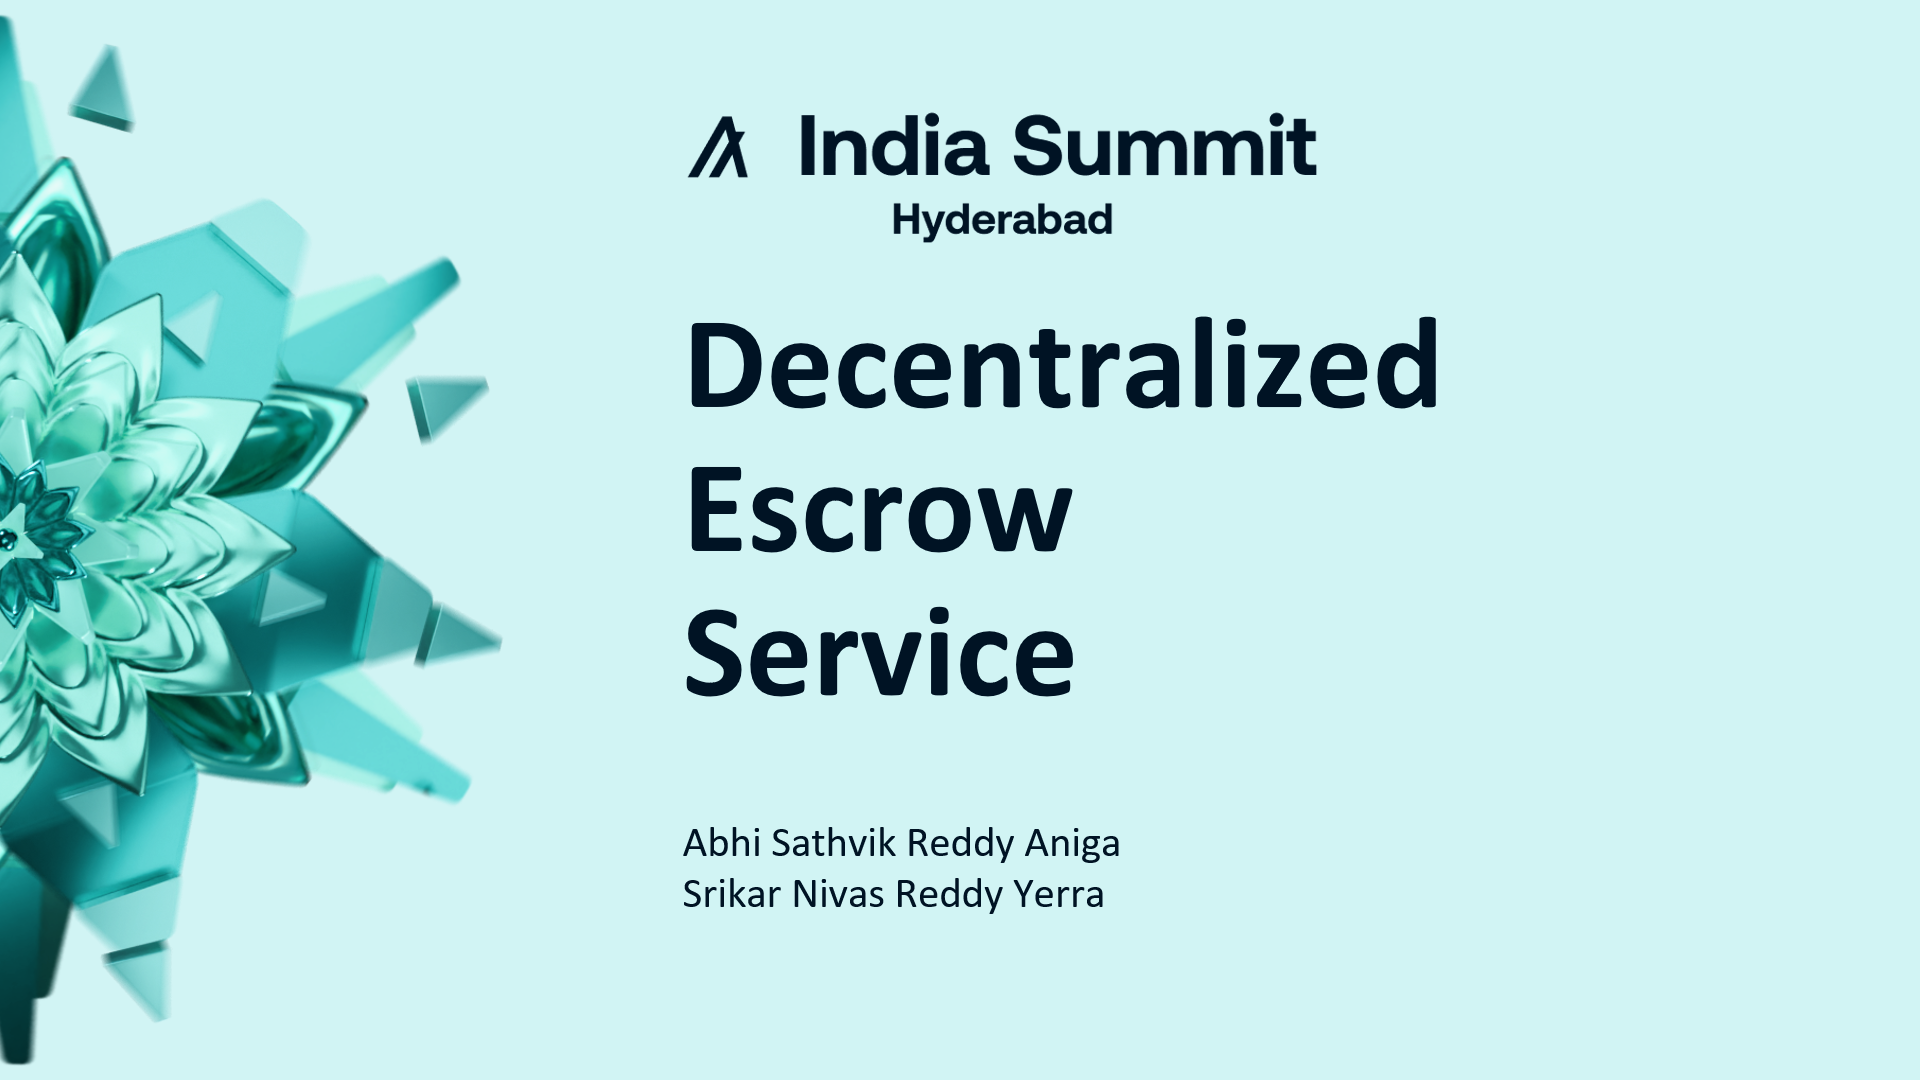 India Summit
Hyderabad
Decentralized
Escrow
Service
Abhi Sathvik Reddy Aniga
Srikar Nivas Reddy Yerra